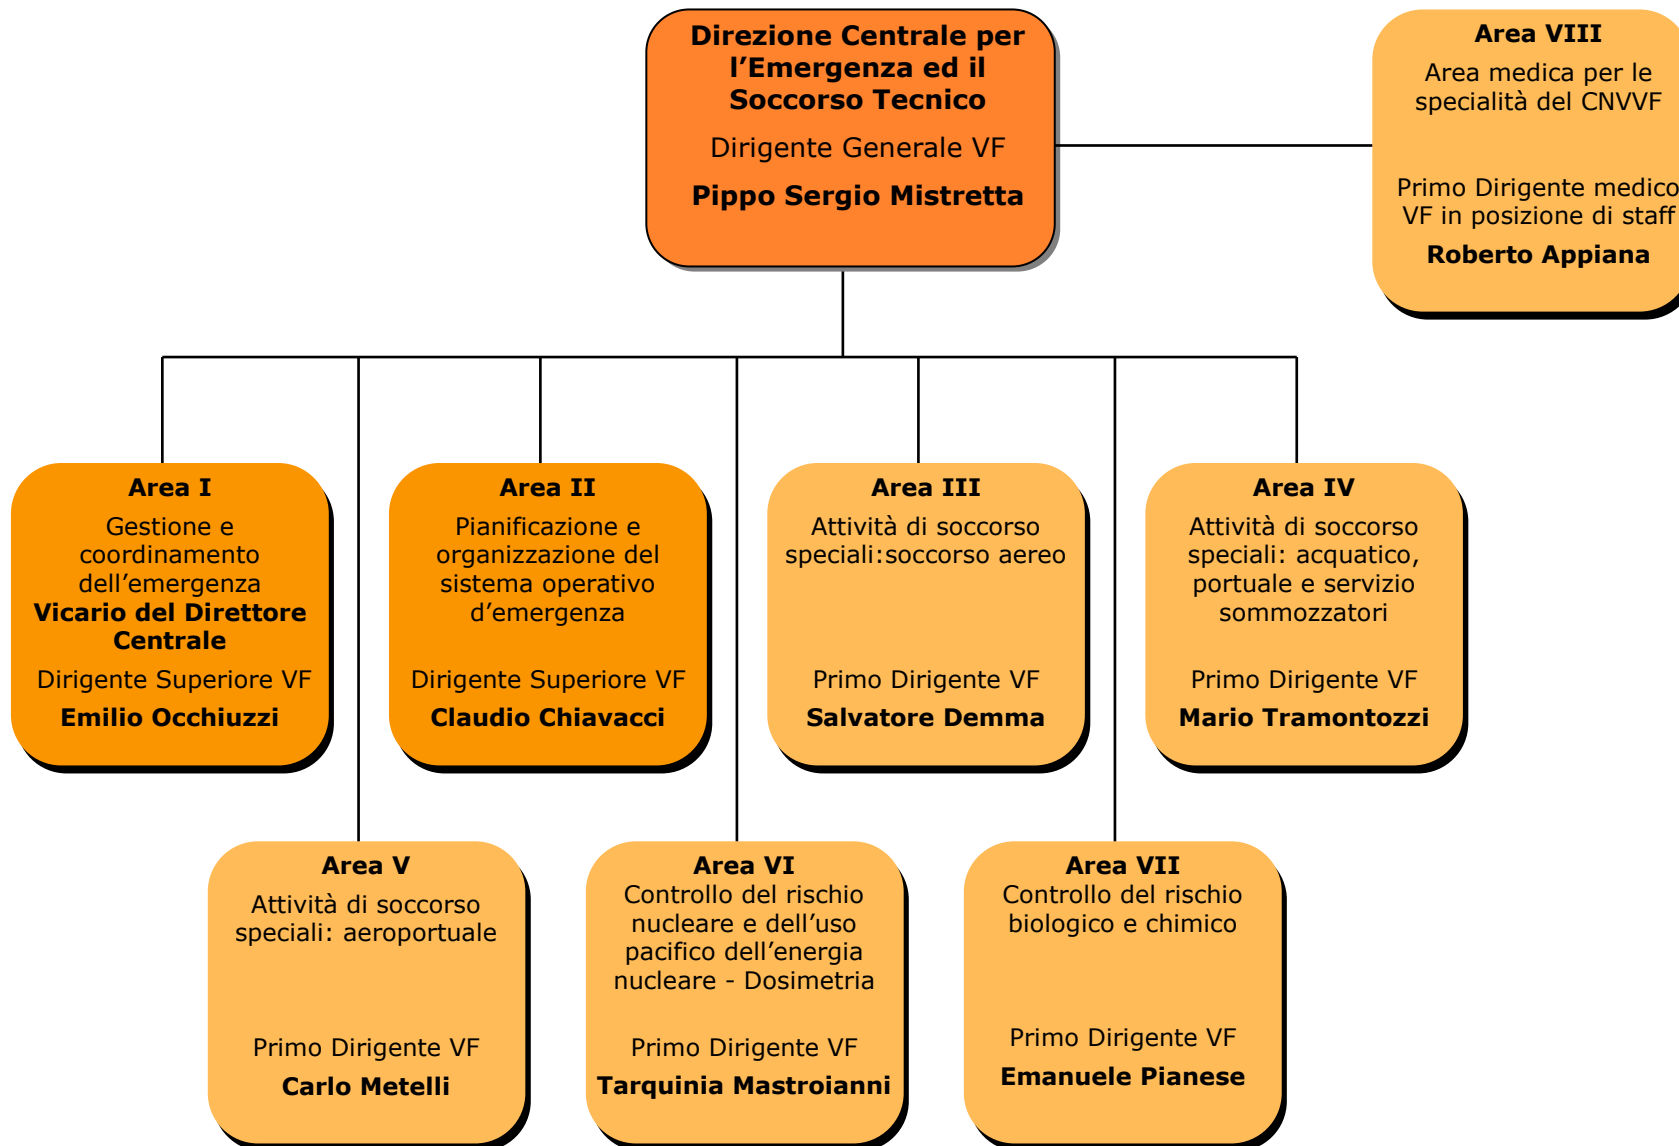 Direzione Centrale per
l’Emergenza ed il
Soccorso Tecnico
Dirigente Generale VF
Pippo Sergio Mistretta
Area VIII
Area medica per le
specialità del CNVVF
Primo Dirigente medico
VF in posizione di staff
Roberto Appiana
Area I
Gestione e
coordinamento
dell’emergenza
Vicario del Direttore
Centrale
Dirigente Superiore VF
Emilio Occhiuzzi
Area II
Pianificazione e
organizzazione del
sistema operativo
d’emergenza
Dirigente Superiore VF
Claudio Chiavacci
Area III
Attività di soccorso
speciali:soccorso aereo
Primo Dirigente VF
Salvatore Demma
Area IV
Attività di soccorso
speciali: acquatico,
portuale e servizio
sommozzatori
Primo Dirigente VF
Mario Tramontozzi
Area V
Attività di soccorso
speciali: aeroportuale
Primo Dirigente VF
Carlo Metelli
Area VI
Controllo del rischio
nucleare e dell’uso
pacifico dell’energia
nucleare - Dosimetria
Primo Dirigente VF
Tarquinia Mastroianni
Area VII
Controllo del rischio
biologico e chimico
Primo Dirigente VF
Emanuele Pianese